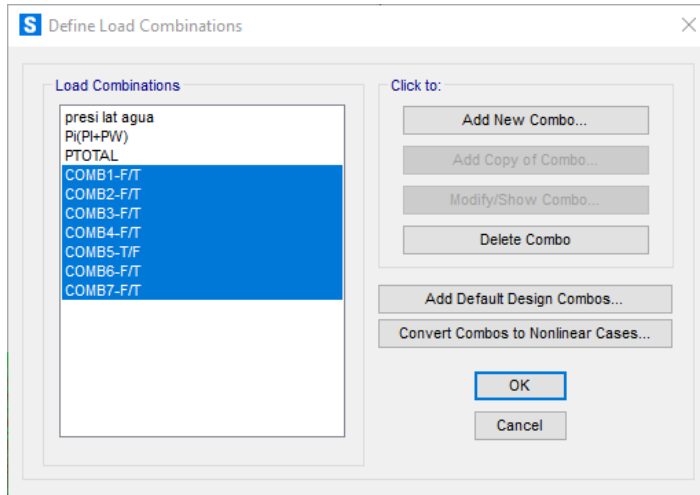 S Define Load Combinations
Load Combinations
presi lat agua
Pi(PI+PW)
PTOTAL
COMB1-F/T
COMB2-F/T
COMB3-F/T
COMB4-F/T
COMB5-T/F
COMB6-F/T
COMB7-F/T
Click to:
Add New Combo...
Add Copy of Combo...
Modify/Show Combo...
Delete Combo
Add Default Design Combos...
Convert Combos to Nonlinear Cases...
OK
Cancel